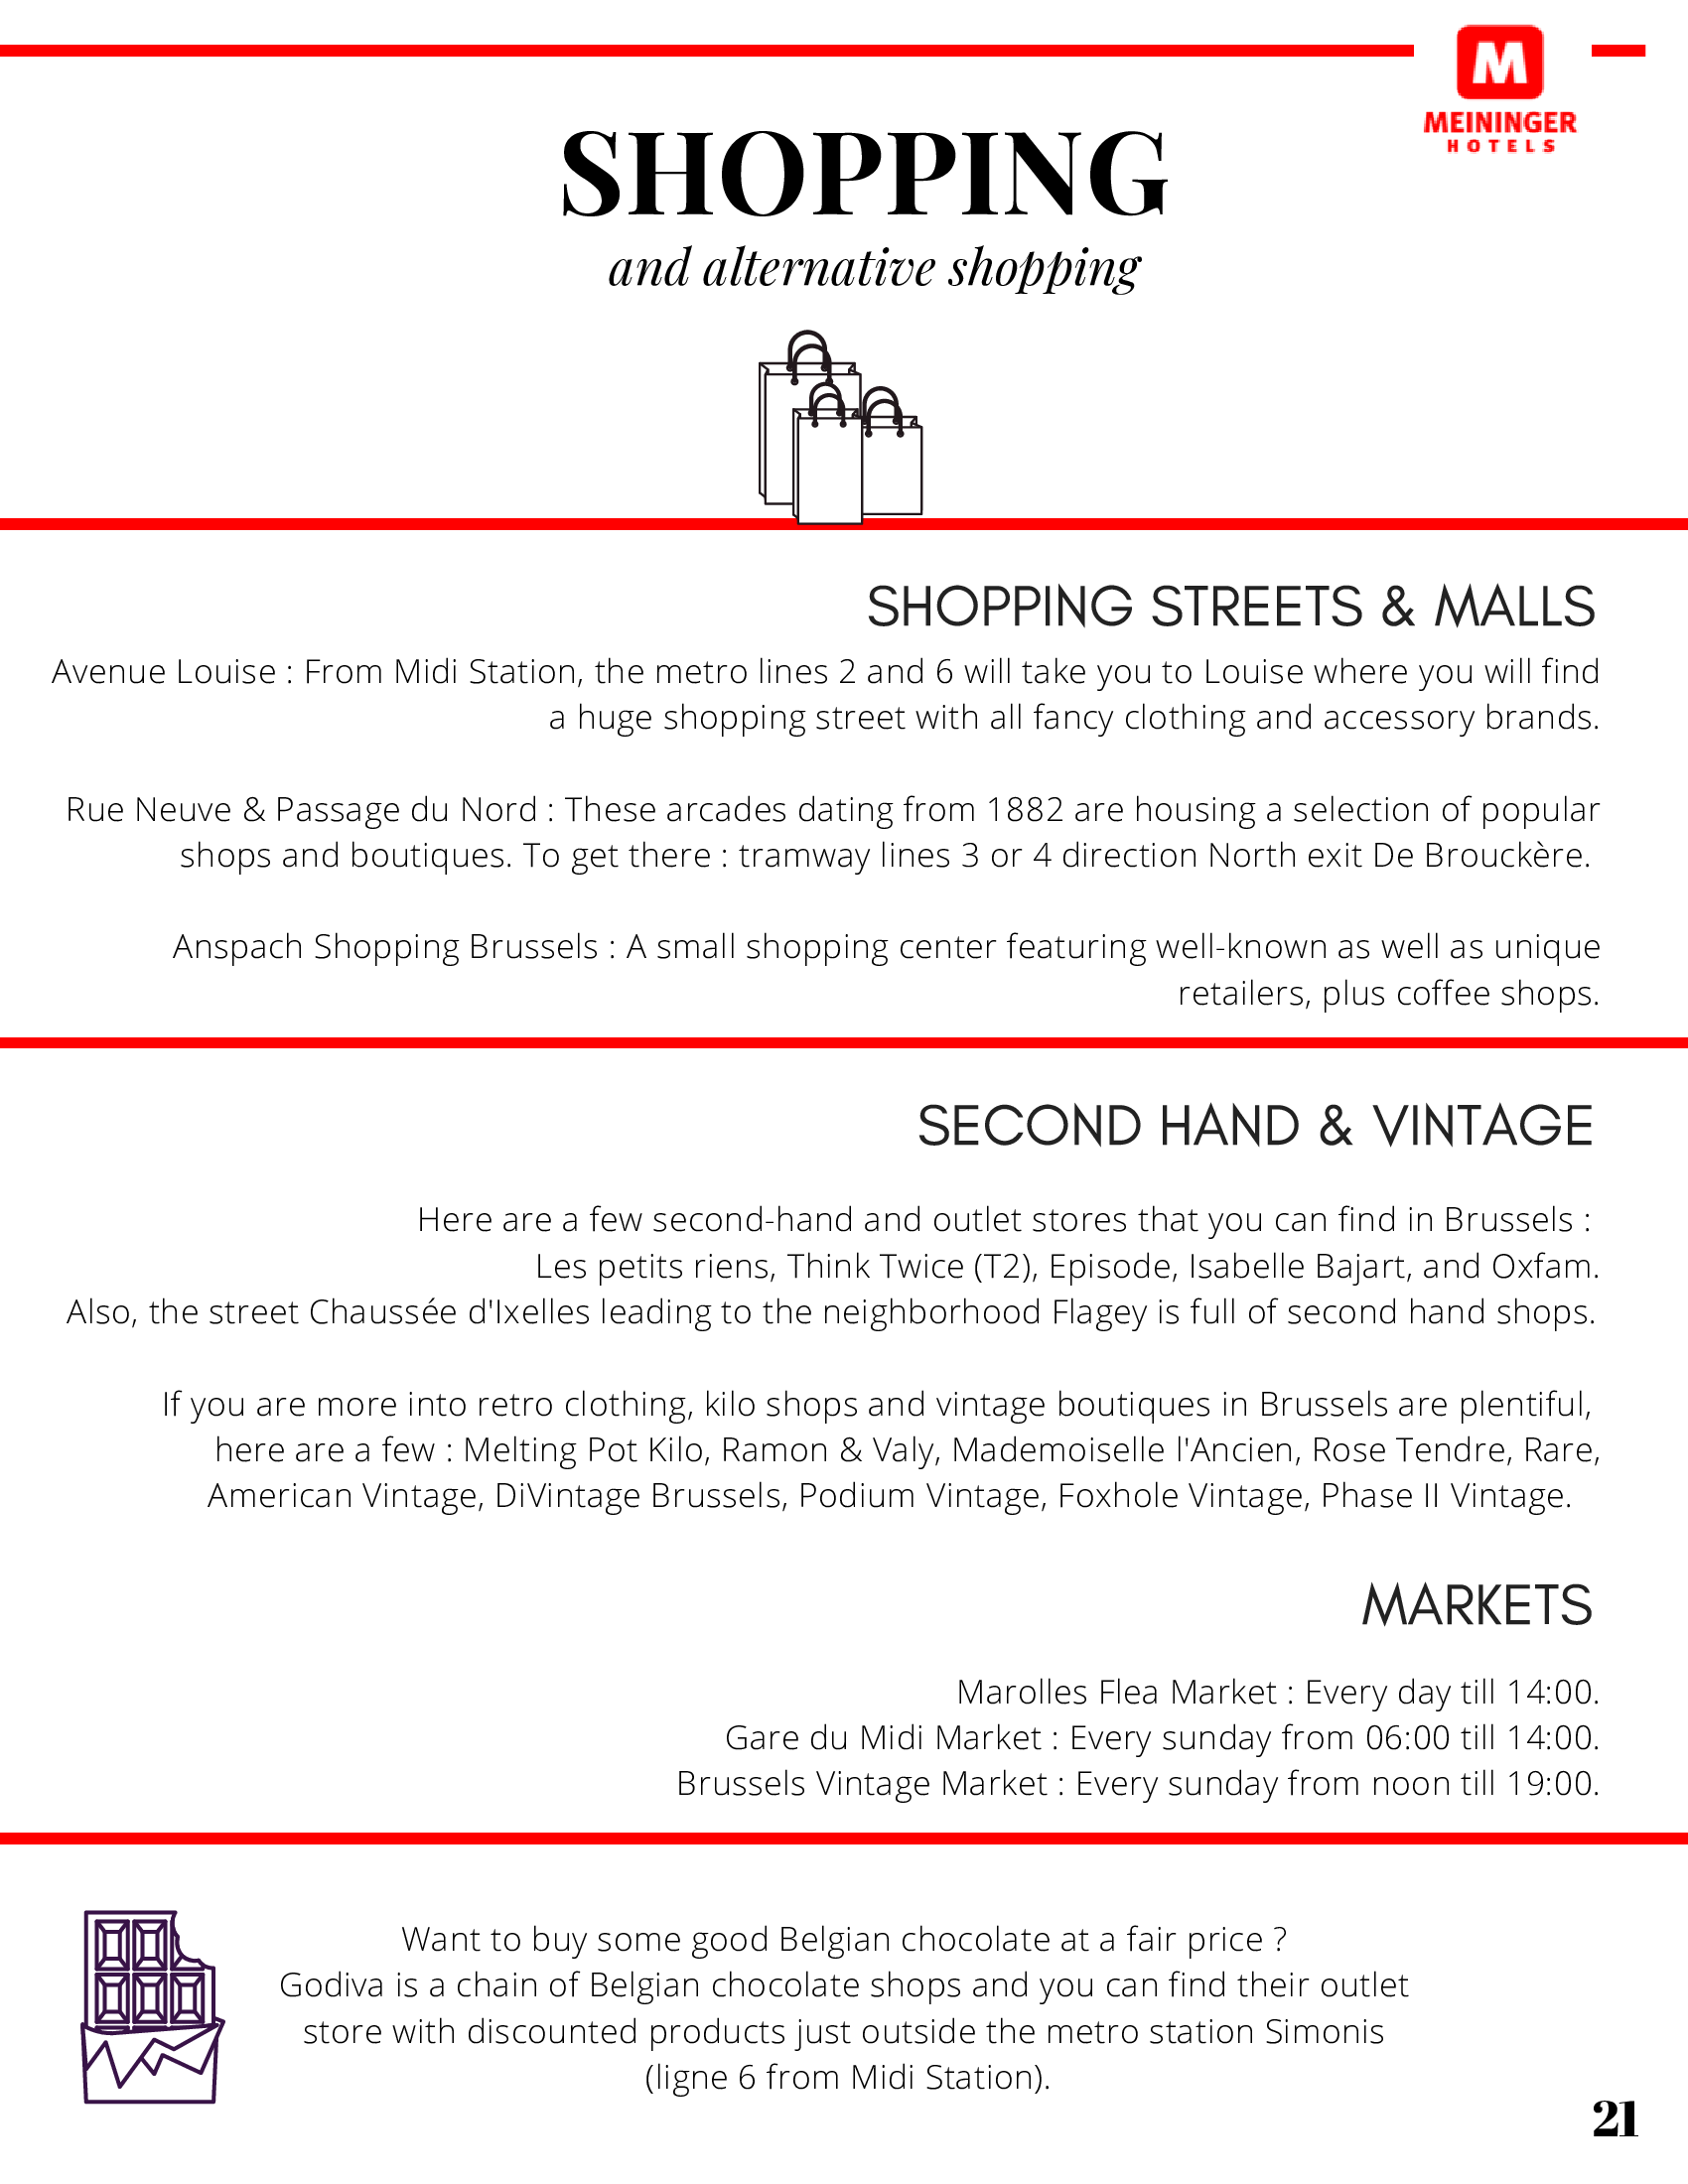 M
MEININGER
HOTELS
SHOPPING
and alternative shopping
SHOPPING STREETS & MALLS
Avenue Louise : From Midi Station, the metro lines 2 and 6 will take you to Louise where you will find
a huge shopping street with all fancy clothing and accessory brands.
Rue Neuve & Passage du Nord : These arcades dating from 1882 are housing a selection of popular
shops and boutiques. To get there : tramway lines 3 or 4 direction North exit De Brouckère.
Anspach Shopping Brussels : A small shopping center featuring well-known as well as unique
retailers, plus coffee shops.
SECOND HAND & VINTAGE
Here are a few second-hand and outlet stores that you can find in Brussels :
Les petits riens, Think Twice (T2), Episode, Isabelle Bajart, and Oxfam.
Also, the street Chaussée d'Ixelles leading to the neighborhood Flagey is full of second hand shops.
If you are more into retro clothing, kilo shops and vintage boutiques in Brussels are plentiful,
here are a few : Melting Pot Kilo, Ramon & Valy, Mademoiselle l'Ancien, Rose Tendre, Rare,
American Vintage, DiVintage Brussels, Podium Vintage, Foxhole Vintage, Phase II Vintage.
MARKETS
Marolles Flea Market : Every day till 14:00.
Gare du Midi Market : Every sunday from 06:00 till 14:00.
Brussels Vintage Market : Every sunday from noon till 19:00.
Want to buy some good Belgian chocolate at a fair price ?
Godiva is a chain of Belgian chocolate shops and you can find their outlet
store with discounted products just outside the metro station Simonis
(ligne 6 from Midi Station).
21